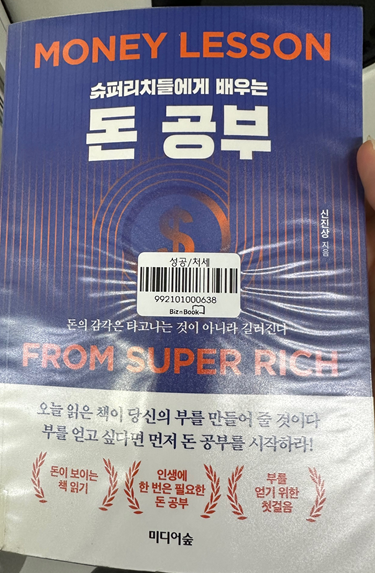 MONEY LESSON
슈퍼리치들에게 배우는
돈 공부
신진상 지음
$
성공/처세
992101000638
Biz-Book
돈의 감각은 타고나는 것이 아니라 길러진다
FROM SUPER RICH
오늘 읽은 책이 당신의 부를 만들어 줄 것이다
부를 얻고 싶다면 먼저 돈 공부를 시작하라!
돈이 보이는
책 읽기
인생에
한 번은 필요한
돈 공부
부를
얻기 위한
첫걸음
미디어숲